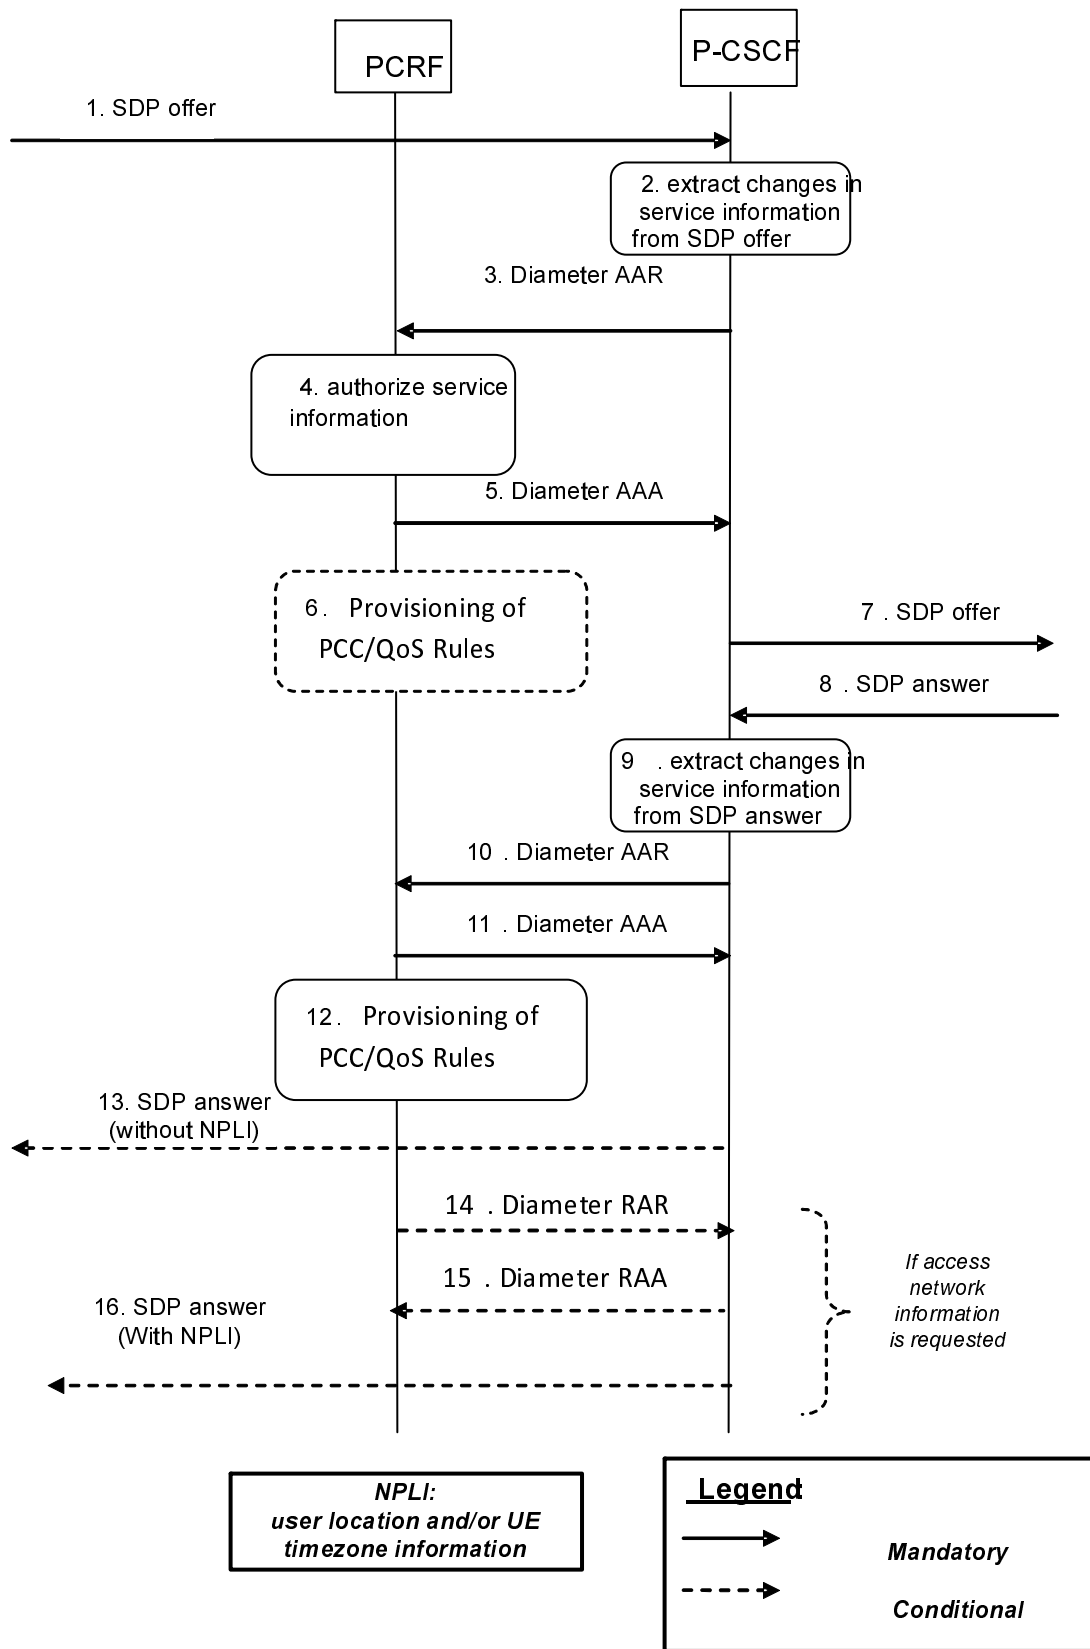 PCRF
P-CSCF
1. SDP offer
2. extract changes in
service information
from SDP offer
3. Diameter AAR
4. authorize service
information
5. Diameter AAA
6. Provisioning of
PCC/QoS Rules
7 . SDP offer
8 . SDP answer
9 . extract changes in
service information
from SDP answer
10 . Diameter AAR
11 . Diameter AAA
12. Provisioning of
PCC/QoS Rules
13. SDP answer
(without NPLI)
14 . Diameter RAR
15 . Diameter RAA
16. SDP answer
(With NPLI)
If access
network
information
is requested
NPLI:
user location and/or UE
timezone information
Legend:
Mandatory
Conditional